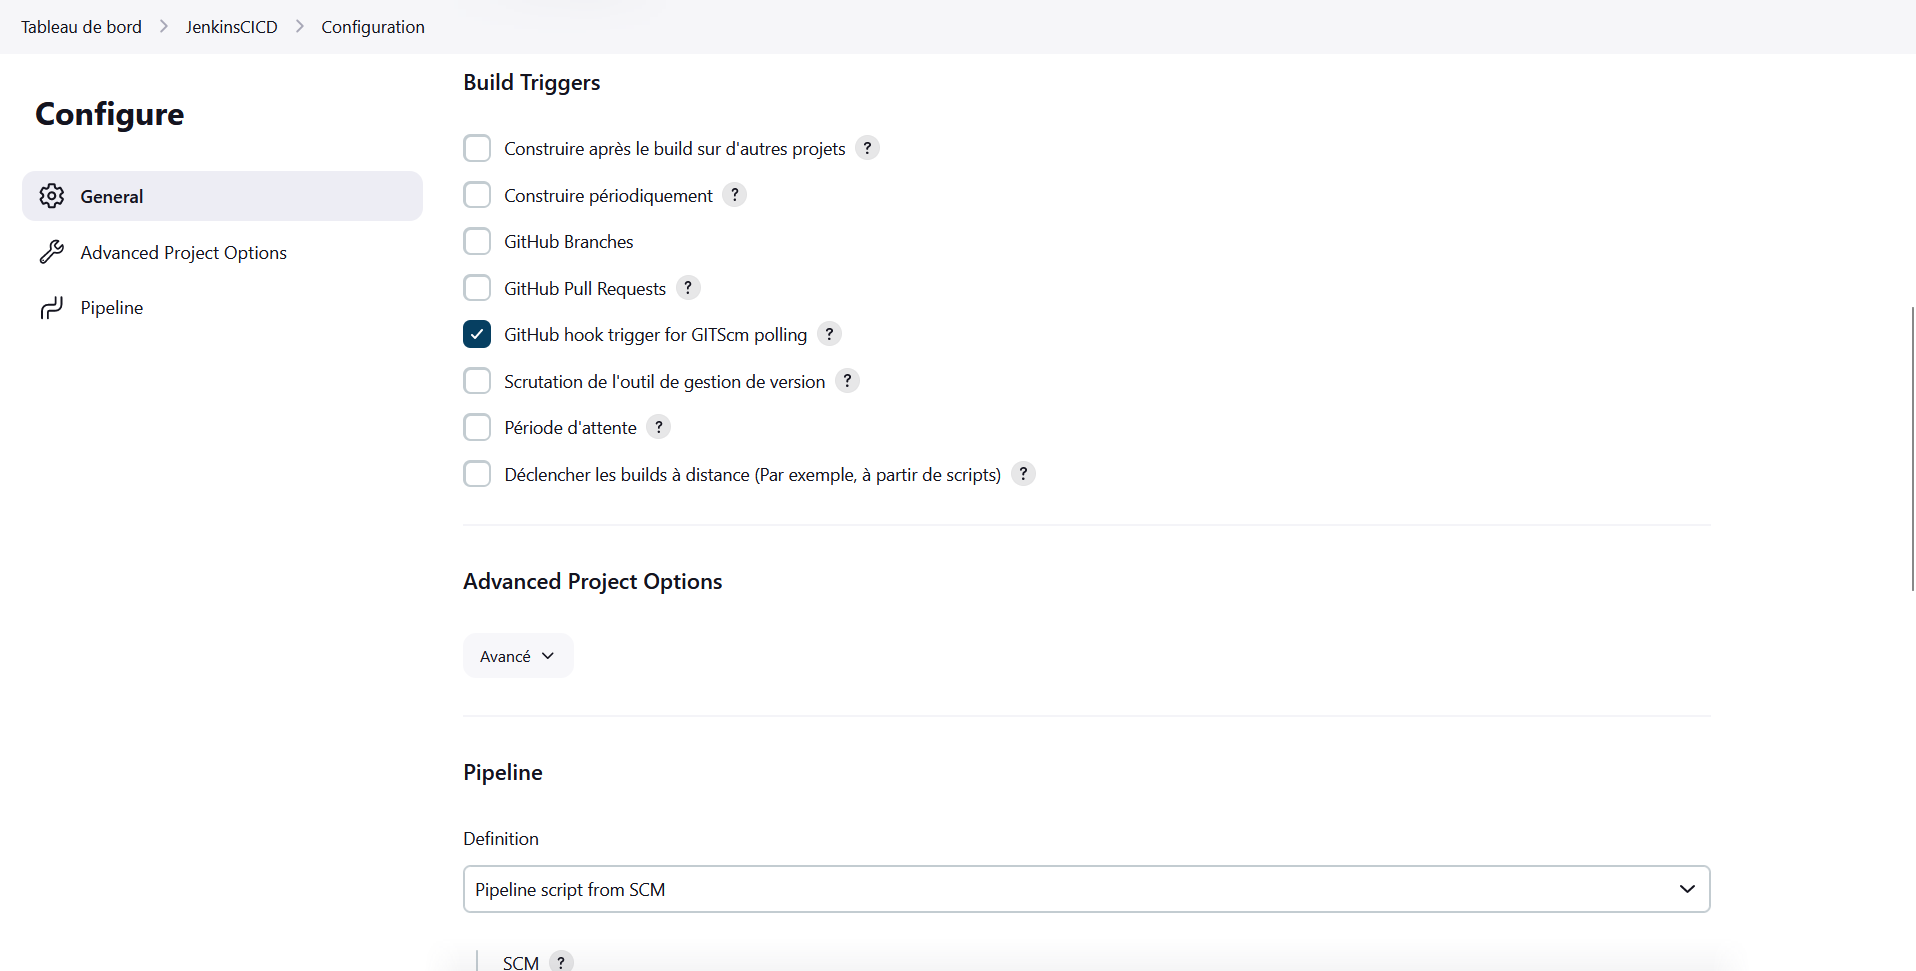 Tableau de bord > JenkinsCICD > Configuration
Configure
General
Advanced Project Options
Pipeline
Build Triggers
Construire après le build sur d'autres projets ?
Construire périodiquement ?
GitHub Branches
GitHub Pull Requests ?
GitHub hook trigger for GITScm polling ?
Scrutation de l'outil de gestion de version ?
Période d'attente ?
Déclencher les builds à distance (Par exemple, à partir de scripts) ?
Advanced Project Options
Avancé
Pipeline
Definition
Pipeline script from SCM
SCM ?